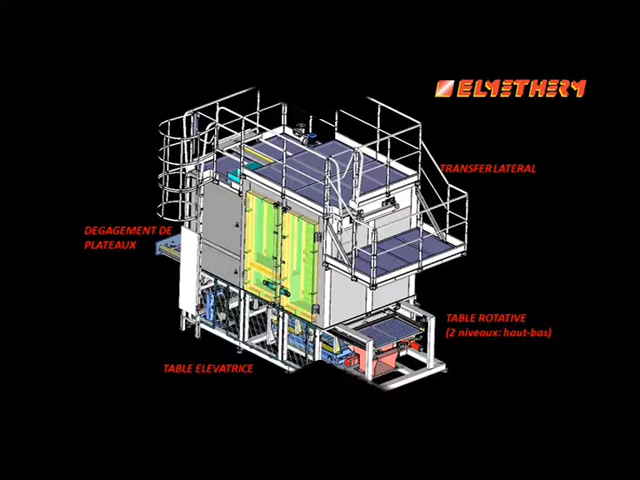 ELMETHERM
TRANSFER LATERAL
DEGAGEMENT DE
PLATEAUX
TABLE ROTATIVE
(2 niveaux: haut-bas)
TABLE ELEVATRICE